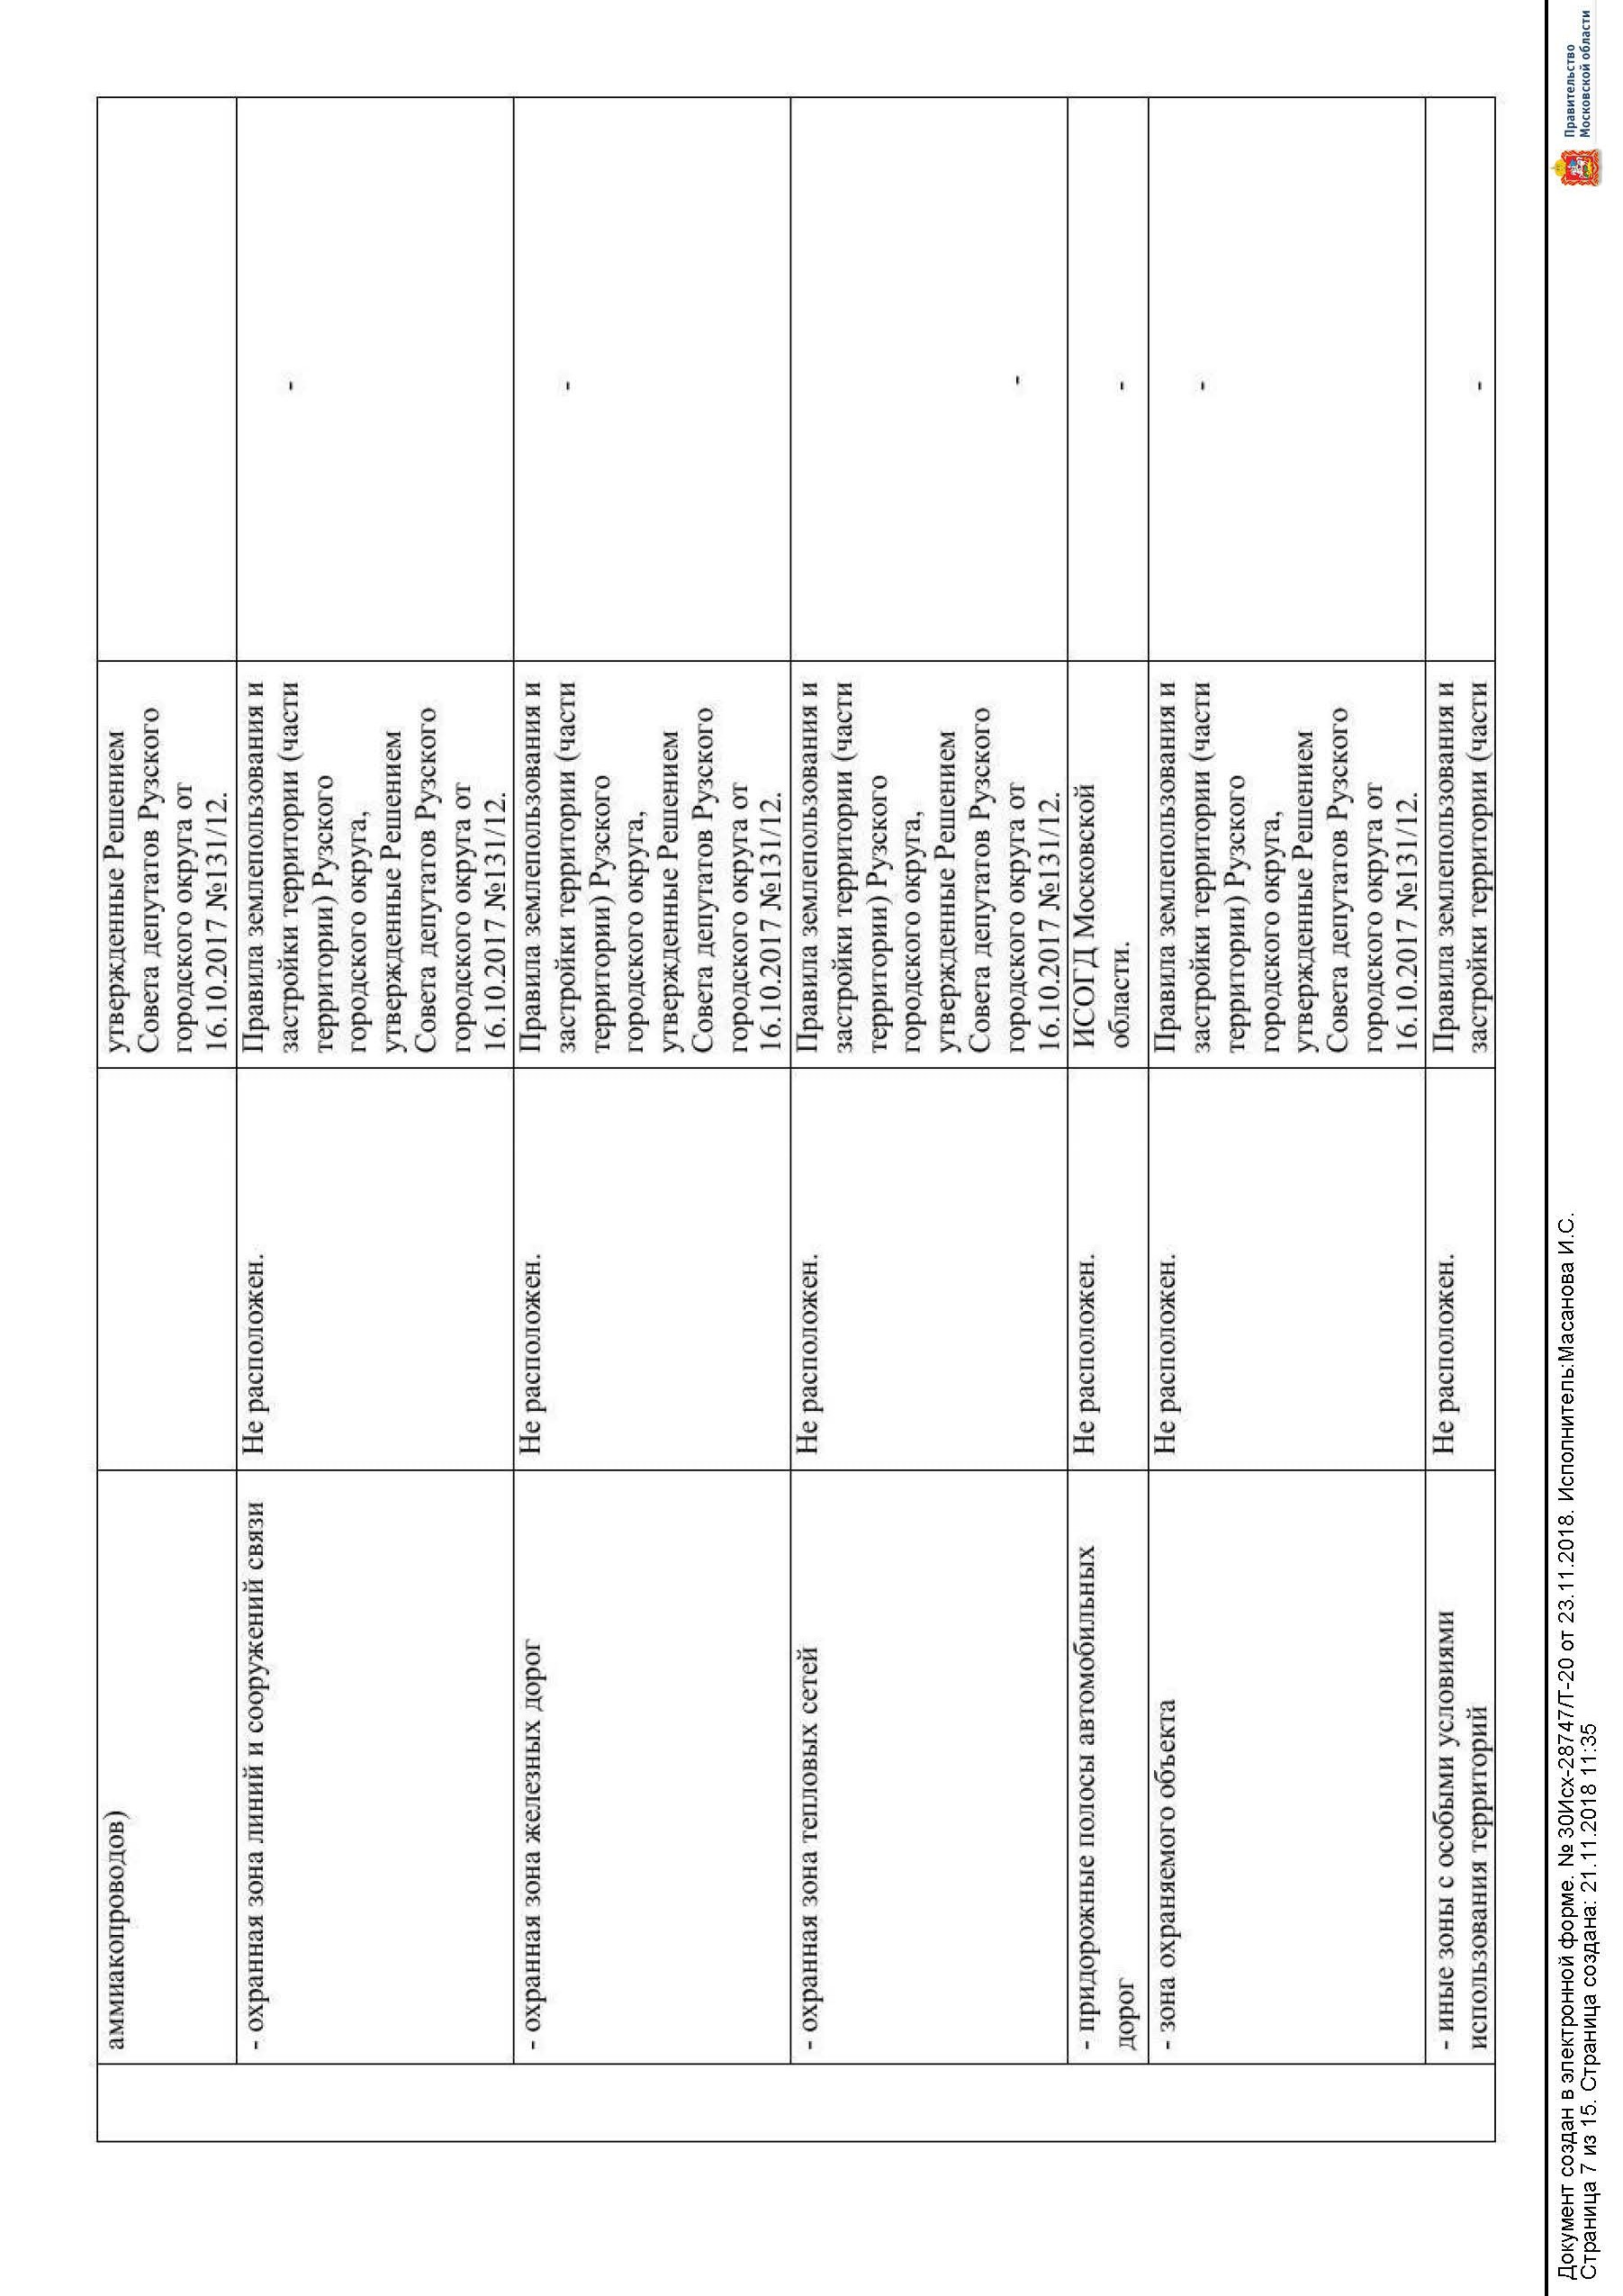 аммиакопроводов)
утвержденные Решением
Совета депутатов Рузского
городского округа от
16.10.2017 №131/12.
- охранная зона линий и сооружений связи
Не расположен.
Правила землепользования и
застройки территории (части
территории) Рузского
городского округа,
утвержденные Решением
Совета депутатов Рузского
городского округа от
16.10.2017 №131/12.
-
- охранная зона железных дорог
Не расположен.
Правила землепользования и
застройки территории (части
территории) Рузского
городского округа,
утвержденные Решением
Совета депутатов Рузского
городского округа от
16.10.2017 №131/12.
-
- охранная зона тепловых сетей
Не расположен.
Правила землепользования и
застройки территории (части
территории) Рузского
городского округа,
утвержденные Решением
Совета депутатов Рузского
городского округа от
16.10.2017 №131/12.
-
- придорожные полосы автомобильных
дорог
Не расположен.
ИСОГД Московской
области.
-
- зона охраняемого объекта
Не расположен.
Правила землепользования и
застройки территории (части
территории) Рузского
городского округа,
утвержденные Решением
Совета депутатов Рузского
городского округа от
16.10.2017 №131/12.
-
- иные зоны с особыми условиями
использования территорий
Не расположен.
Правила землепользования и
застройки территории (части
-
Документ создан в электронной форме. № 30Исх-28747/Т-20 от 23.11.2018. Исполнитель:Масанова И.С.
Страница 7 из 15. Страница создана: 21.11.2018 11:35
Правительство
Московской области